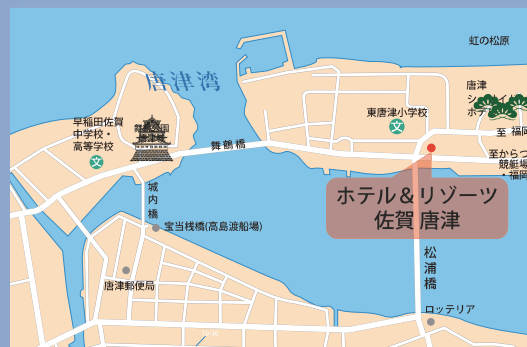 虹の松原
唐津湾
唐津
ホテ
東唐津小学校
早稲田佐賀
中学校・
高等学校
文
文
至 福岡
至からつ
競艇場
・福岡
舞鶴橋
城内橋
ホテル＆リゾーツ
佐賀 唐津
宝当桟橋(高島渡船場)
松浦橋
唐津郵便局
ロッテリア